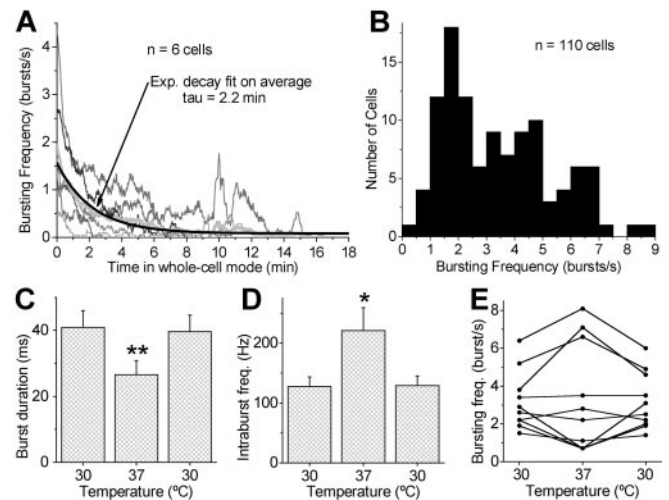 A
Bursting Frequency (bursts/s)
4
3
2
1
0
n = 6 cells
Exp. decay fit on average
tau = 2.2 min
0 2 4 6 8 10 12 14 16 18
Time in whole-cell mode (min)
B
Number of Cells
15
10
5
0
n = 110 cells
0 1 2 3 4 5 6 7 8 9
Bursting Frequency (bursts/s)
C
Burst duration (ms)
40
20
0
**
30 37 30
Temperature (ºC)
D
Intraburst freq. (Hz)
200
100
0
*
30 37 30
Temperature (ºC)
E
Bursting freq. (burst/s)
8
6
4
2
0
30 37 30
Temperature (ºC)